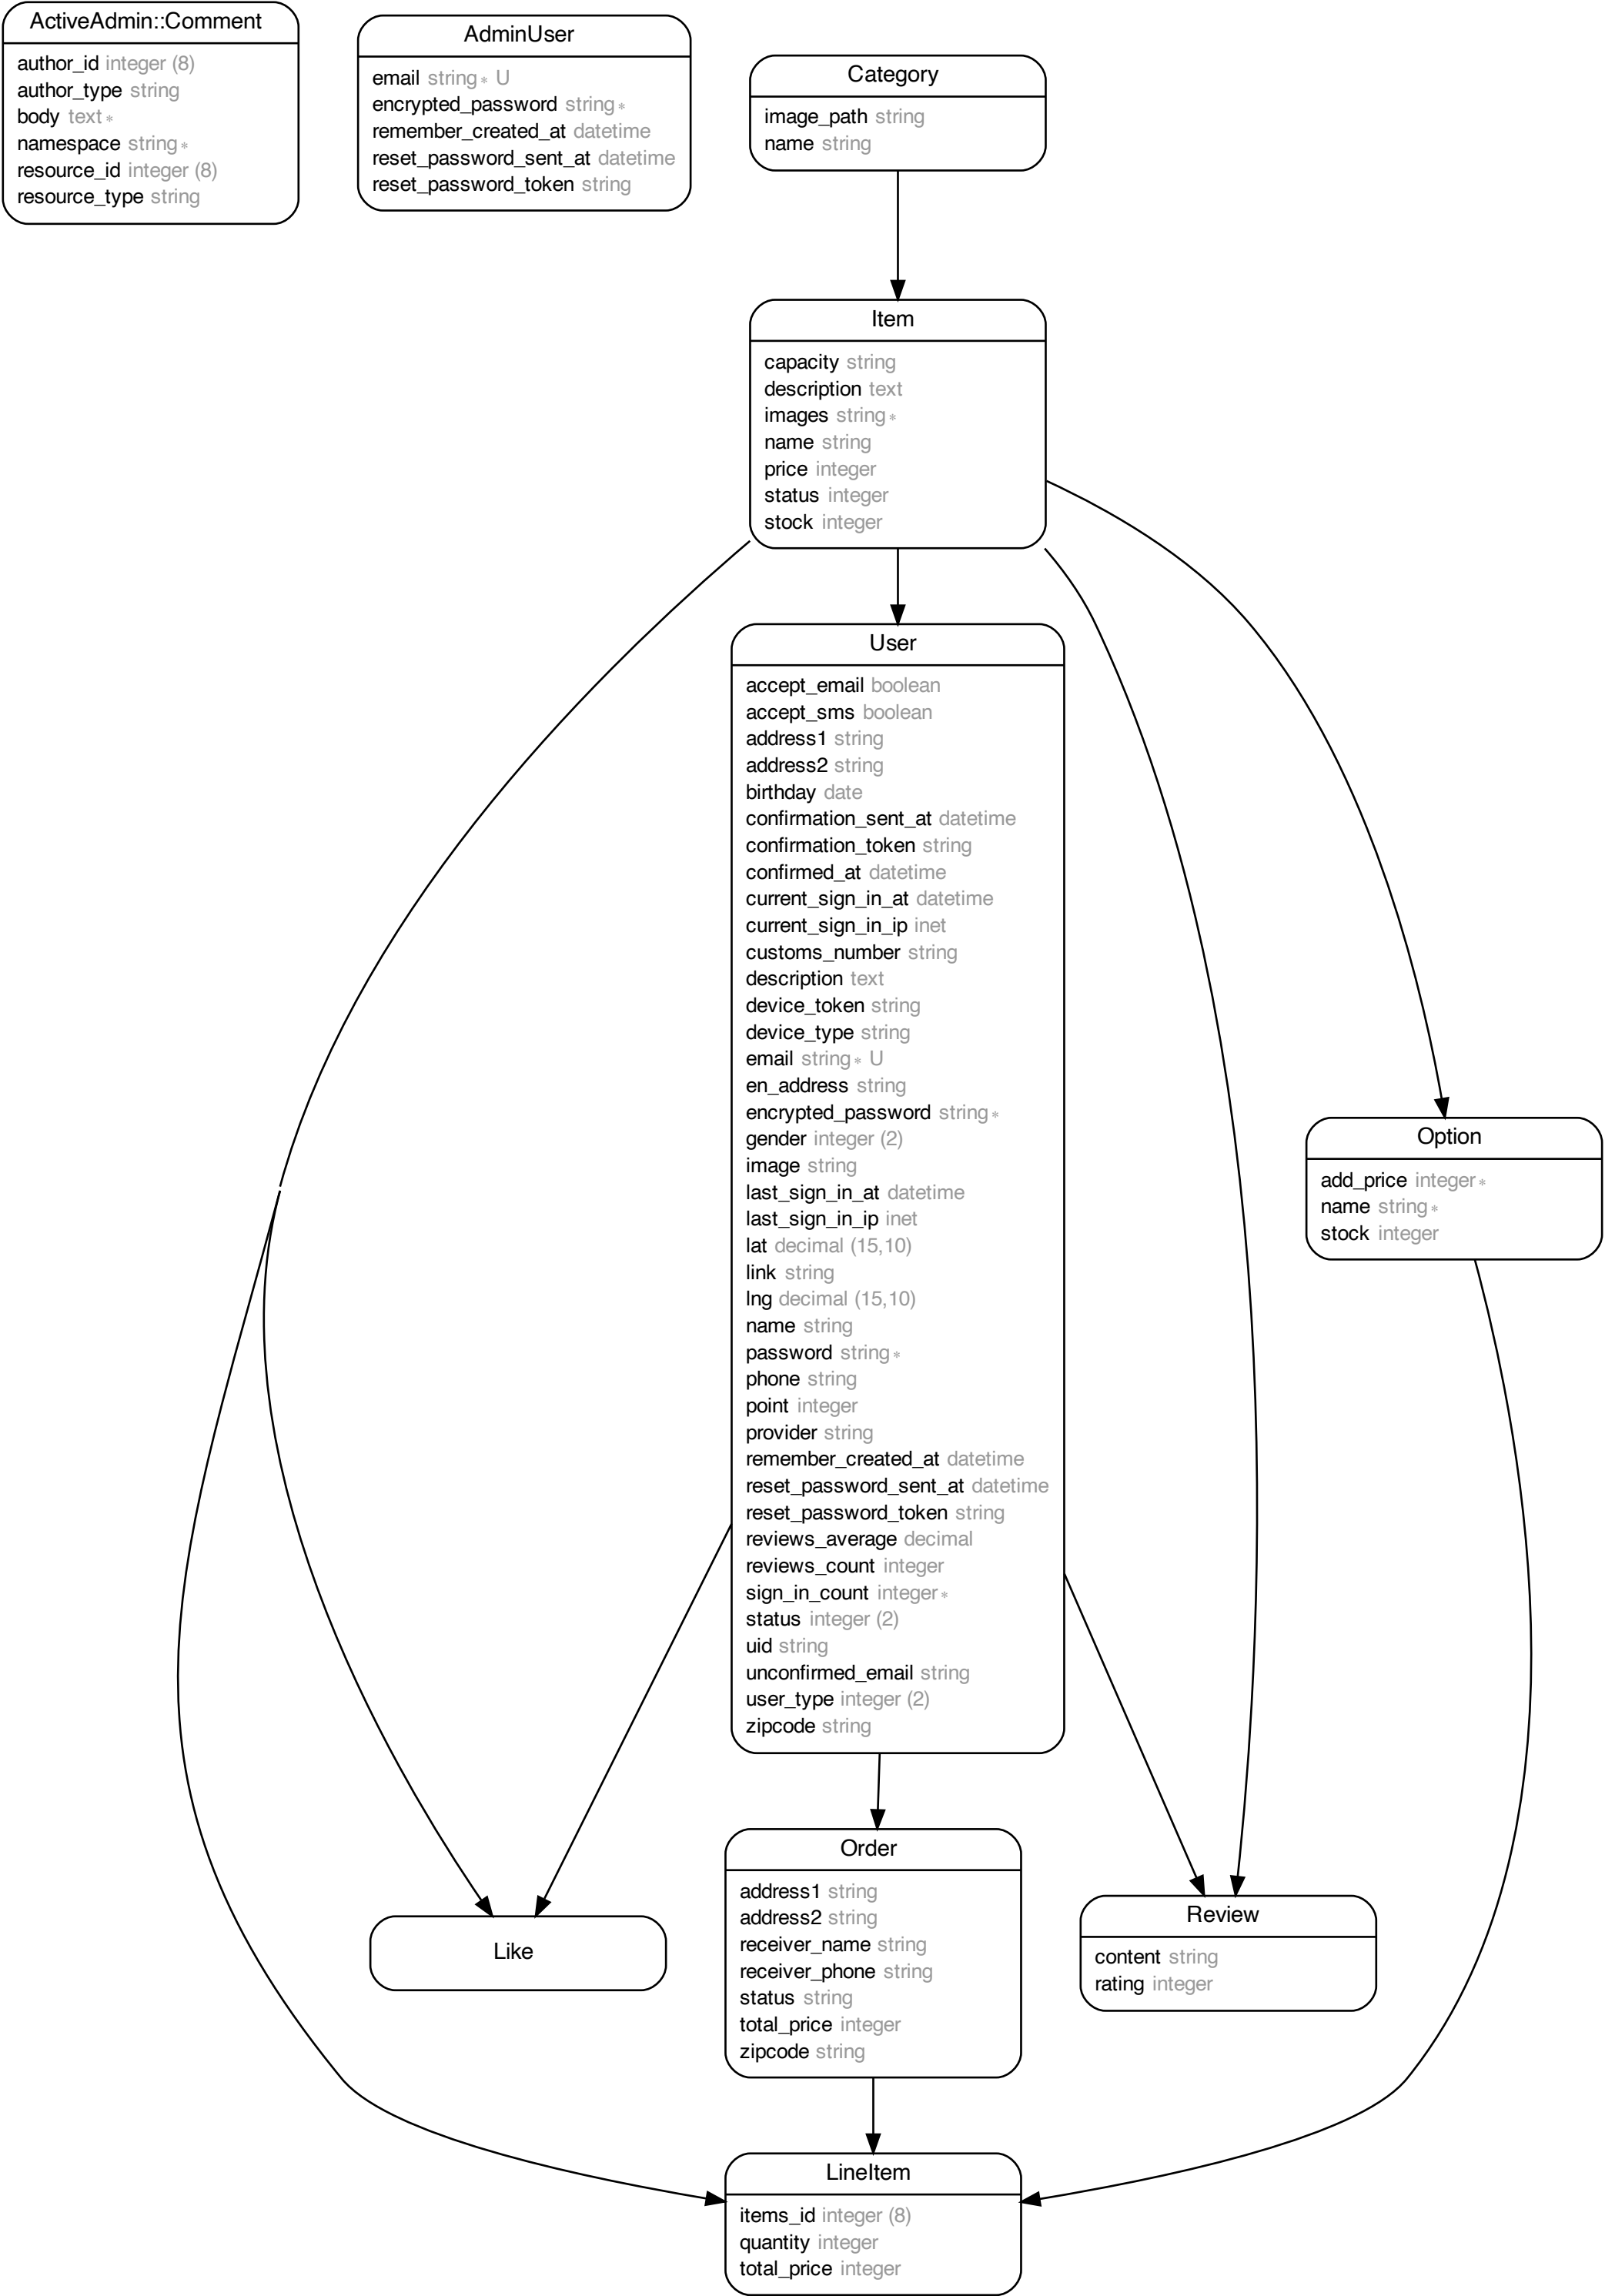 ActiveAdmin::Comment
author_id integer (8)
author_type string
body text ∗
namespace string ∗
resource_id integer (8)
resource_type string
AdminUser
email string ∗ U
encrypted_password string ∗
remember_created_at datetime
reset_password_sent_at datetime
reset_password_token string
Category
image_path string
name string
Item
capacity string
description text
images string ∗
name string
price integer
status integer
stock integer
User
accept_email boolean
accept_sms boolean
address1 string
address2 string
birthday date
confirmation_sent_at datetime
confirmation_token string
confirmed_at datetime
current_sign_in_at datetime
current_sign_in_ip inet
customs_number string
description text
device_token string
device_type string
email string ∗ U
en_address string
encrypted_password string ∗
gender integer (2)
image string
last_sign_in_at datetime
last_sign_in_ip inet
lat decimal (15,10)
link string
lng decimal (15,10)
name string
password string ∗
phone string
point integer
provider string
remember_created_at datetime
reset_password_sent_at datetime
reset_password_token string
reviews_average decimal
reviews_count integer
sign_in_count integer ∗
status integer (2)
uid string
unconfirmed_email string
user_type integer (2)
zipcode string
Option
add_price integer ∗
name string ∗
stock integer
Like
Order
address1 string
address2 string
receiver_name string
receiver_phone string
status string
total_price integer
zipcode string
Review
content string
rating integer
LineItem
items_id integer (8)
quantity integer
total_price integer